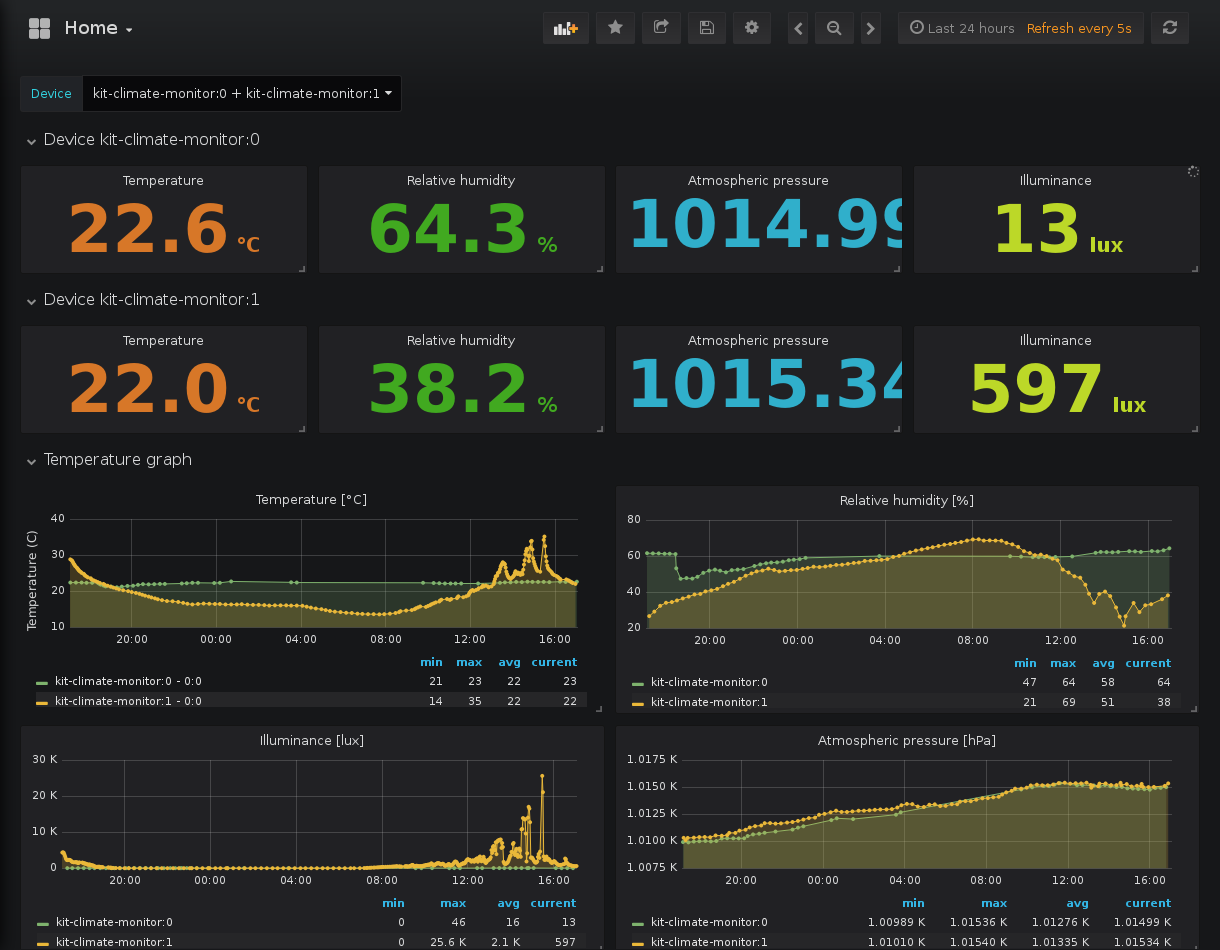 Home
Last 24 hours Refresh every 5s
Device kit-climate-monitor:0 + kit-climate-monitor:1
Device kit-climate-monitor:0
Temperature Relative humidity Atmospheric pressure Illuminance
22.6 °C 64.3 % 1014.99 13 lux
Device kit-climate-monitor:1
Temperature Relative humidity Atmospheric pressure Illuminance
22.0 °C 38.2 % 1015.34 597 lux
Temperature graph
Temperature [°C]
Temperature (C)
40
30
20
10
20:00 00:00 04:00 08:00 12:00 16:00
min max avg current
kit-climate-monitor:0 - 0:0 21 23 22 23
kit-climate-monitor:1 - 0:0 14 35 22 22
Relative humidity [%]
80
60
40
20
20:00 00:00 04:00 08:00 12:00 16:00
min max avg current
kit-climate-monitor:0 47 64 58 64
kit-climate-monitor:1 21 69 51 38
Illuminance [lux]
30 K
20 K
10 K
0
20:00 00:00 04:00 08:00 12:00 16:00
min max avg current
kit-climate-monitor:0 0 46 16 13
kit-climate-monitor:1 0 25.6 K 2.1 K 597
Atmospheric pressure [hPa]
1.0175 K
1.0150 K
1.0125 K
1.0100 K
1.0075 K
20:00 00:00 04:00 08:00 12:00 16:00
min max avg current
kit-climate-monitor:0 1.00989 K 1.01536 K 1.01276 K 1.01499 K
kit-climate-monitor:1 1.01010 K 1.01540 K 1.01335 K 1.01534 K